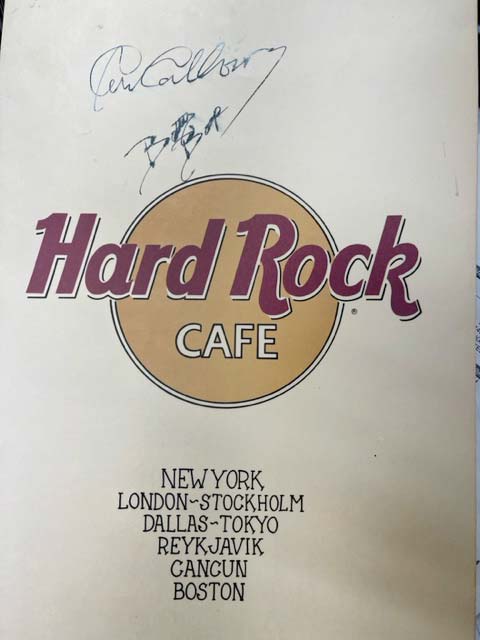 Hard Rock
CAFE
®
NEW YORK
LONDON~STOCKHOLM
DALLAS~TOKYO
REYKJAVIK
CANCUN
BOSTON